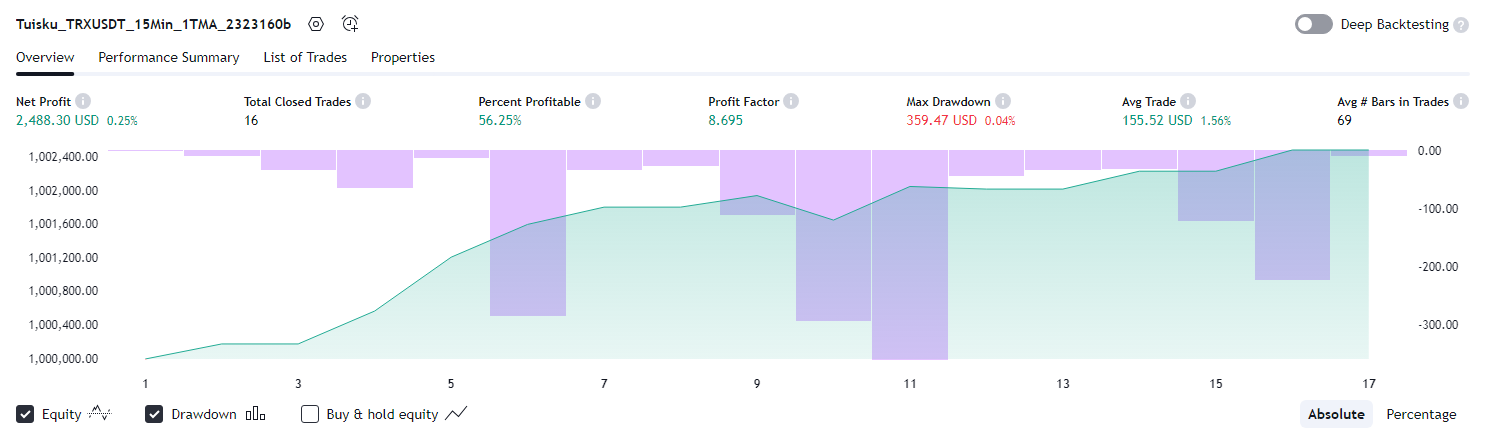 Tuisku_TRXUSDT_15Min_1TMA_2323160b Deep Backtesting ?
Overview Performance Summary List of Trades Properties
Net Profit i Total Closed Trades i Percent Profitable i Profit Factor i Max Drawdown i Avg Trade i Avg # Bars in Trades i
2,488.30 USD 0.25% 16 56.25% 8.695 359.47 USD 0.04% 155.52 USD 1.56% 69
1,002,400.00 0.00
1,002,000.00
1,001,600.00 -100.00
1,001,200.00
1,000,800.00 -200.00
1,000,400.00 -300.00
1,000,000.00
1 3 5 7 9 11 13 15 17
Equity Drawdown Buy & hold equity Absolute Percentage